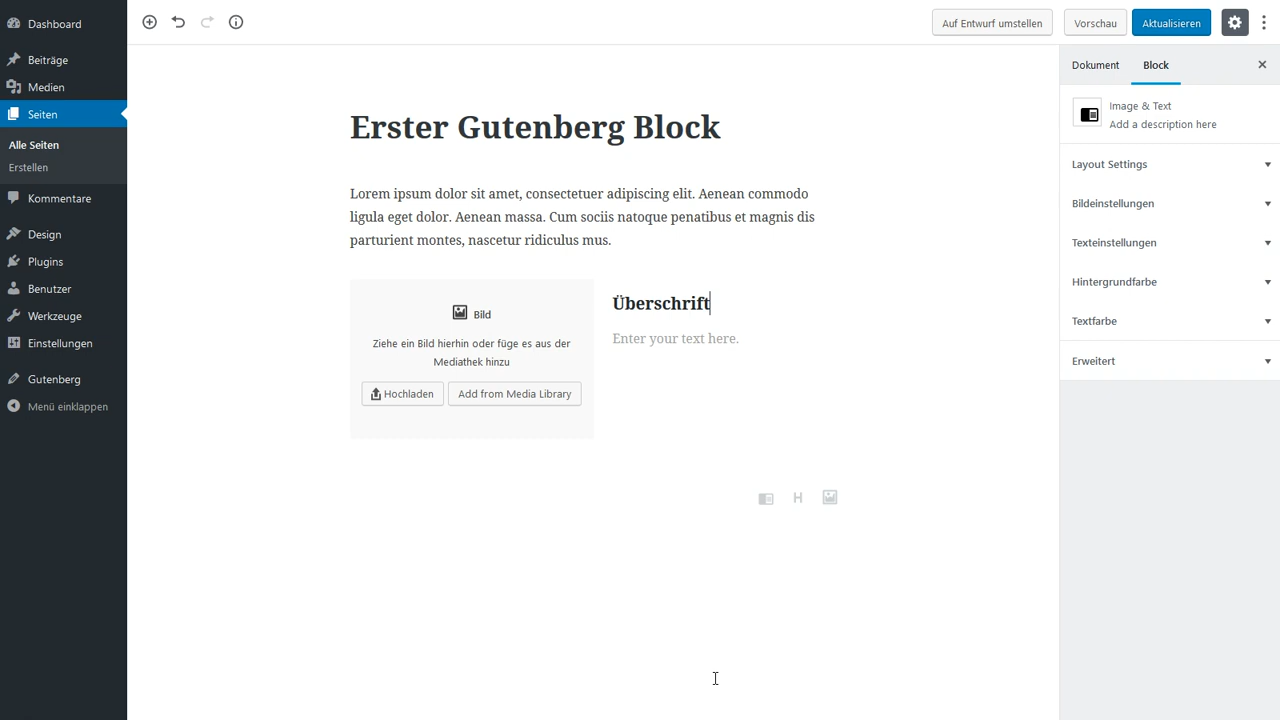 Dashboard
Beiträge
Medien
Seiten
Alle Seiten
Erstellen
Kommentare
Design
Plugins
Benutzer
Werkzeuge
Einstellungen
Gutenberg
Menü einklappen
Auf Entwurf umstellen
Vorschau
Aktualisieren
Erster Gutenberg Block
Lorem ipsum dolor sit amet, consectetuer adipiscing elit. Aenean commodo
ligula eget dolor. Aenean massa. Cum sociis natoque penatibus et magnis dis
parturient montes, nascetur ridiculus mus.
Bild
Ziehe ein Bild hierhin oder füge es aus der
Mediathek hinzu
Hochladen
Add from Media Library
Überschrift
Enter your text here.
H
Dokument
Block
Image & Text
Add a description here
Layout Settings
Bildeinstellungen
Texteinstellungen
Hintergrundfarbe
Textfarbe
Erweitert